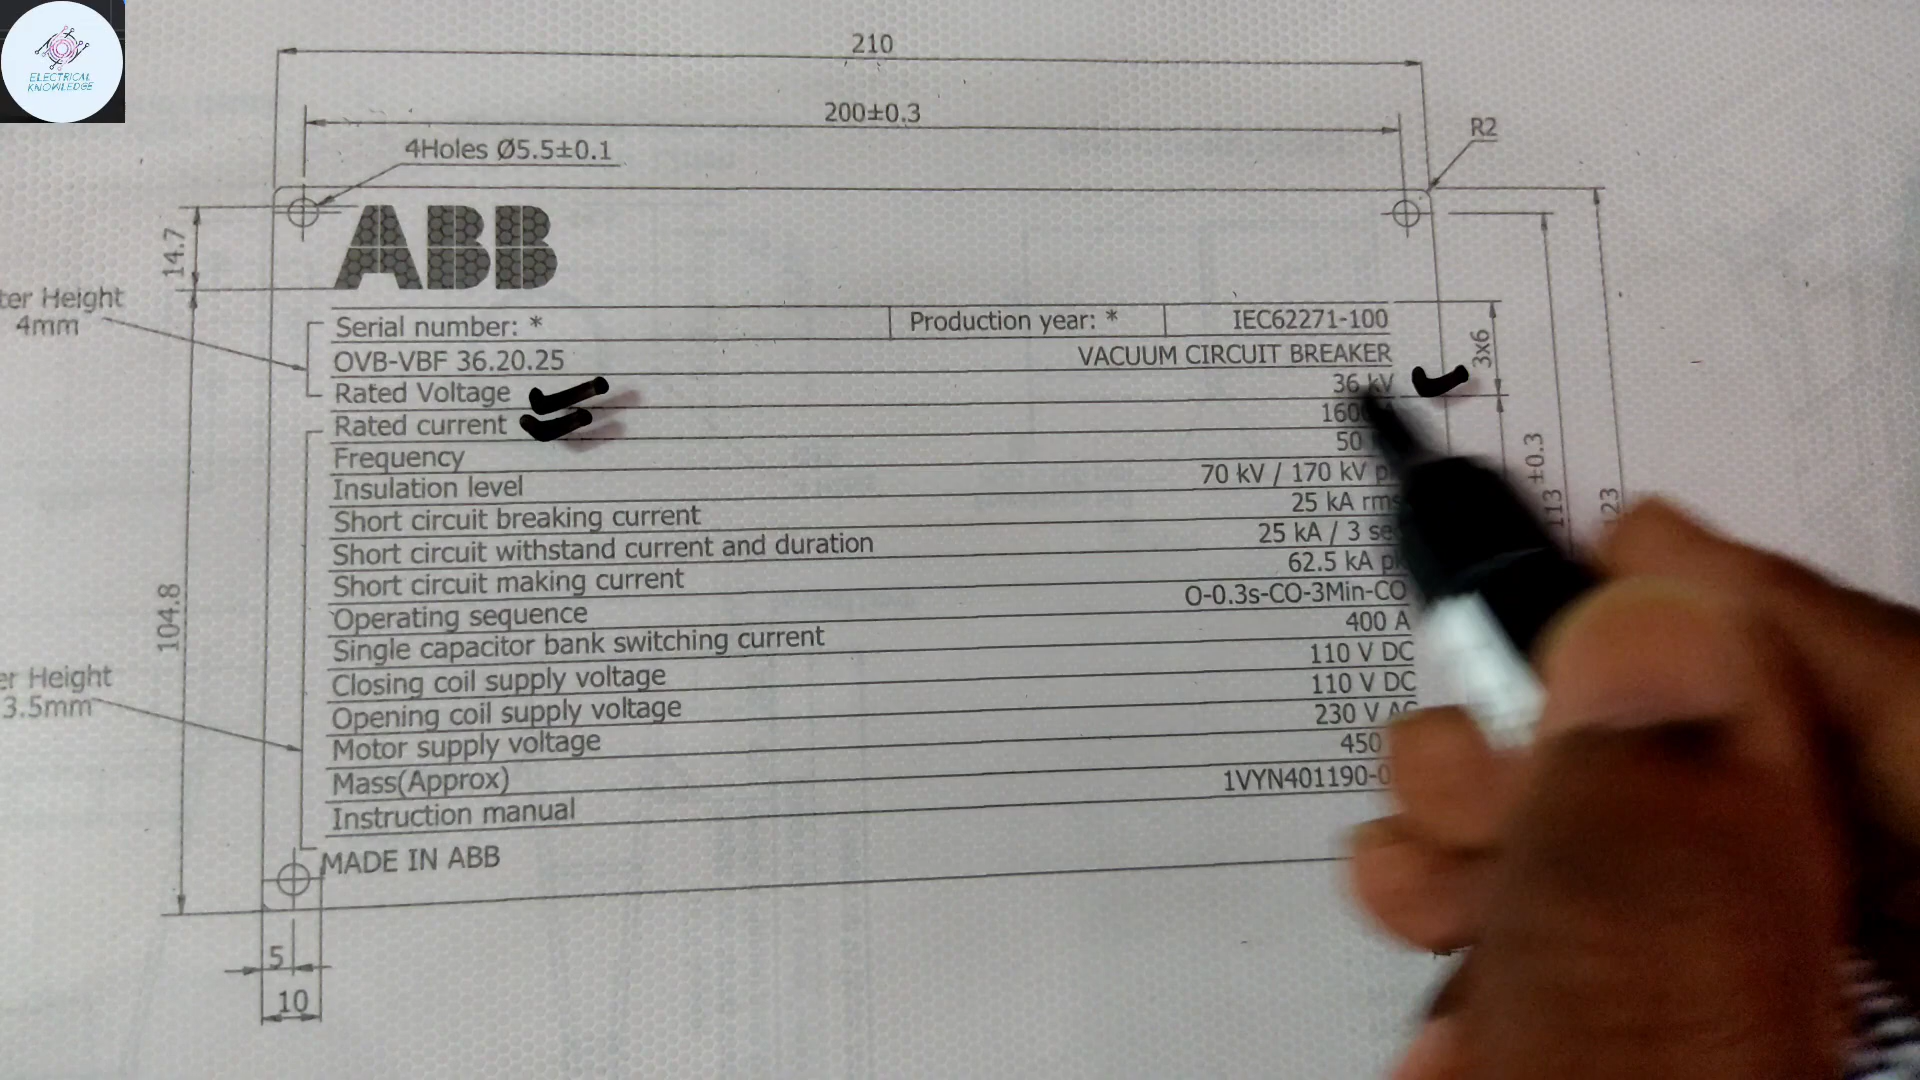 ELECTRICAL
KNOWLEDGE
210
200±0.3
4Holes Ø5.5±0.1
R2
14.7
ABB
Height
4mm
Serial number: * Production year: * IEC62271-100
OVB-VBF 36.20.25 VACUUM CIRCUIT BREAKER
3x6
Rated Voltage 36 kV
Rated current
Frequency 50
Insulation level 70 kV / 170 kV
±0.3
113
Short circuit breaking current 25 kA rms
Short circuit withstand current and duration 25 kA / 3
Short circuit making current 62.5 kA
Operating sequence O-0.3s-CO-3Min-CO
104.8
Single capacitor bank switching current 400 A
Closing coil supply voltage 110 V DC
Height
3.5mm
Opening coil supply voltage 110 V DC
Motor supply voltage 230 V AC
Mass(Approx) 450
Instruction manual
MADE IN ABB
5
10